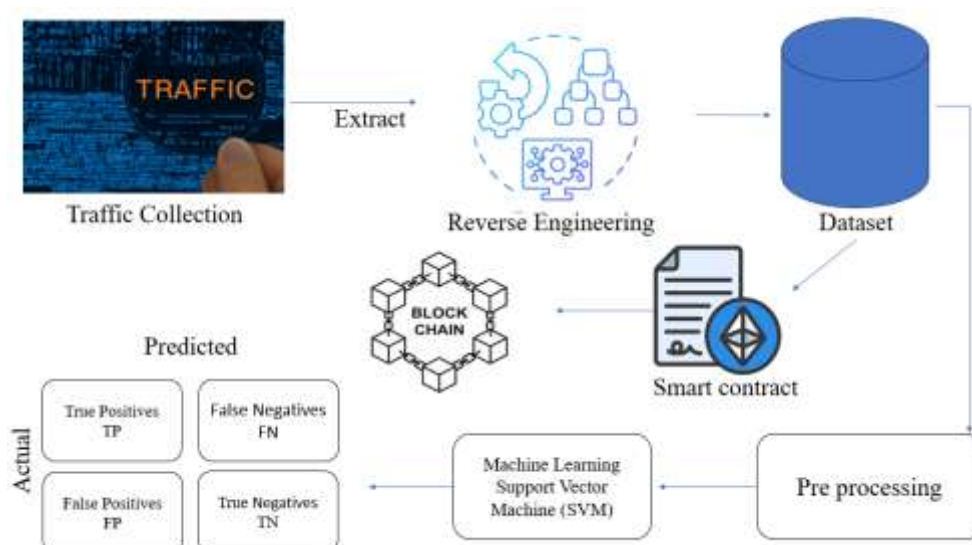 TRAFFIC
Extract
Traffic Collection
Reverse Engineering
Dataset
BLOCK
CHAIN
Smart contract
Predicted
Actual
True Positives
TP
False Negatives
FN
False Positives
FP
True Negatives
TN
Machine Learning
Support Vector
Machine (SVM)
Pre processing